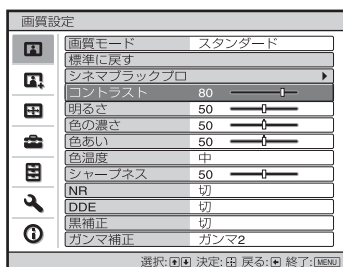 画質設定
画質モード スタンダード
標準に戻す
シネマブラックプロ
コントラスト 80
明るさ 50
色の濃さ 50
色あい 50
色温度 中
シャープネス 50
NR 切
DDE 切
黒補正 切
ガンマ補正 ガンマ2
選択: 決定: 戻る: 終了:MENU